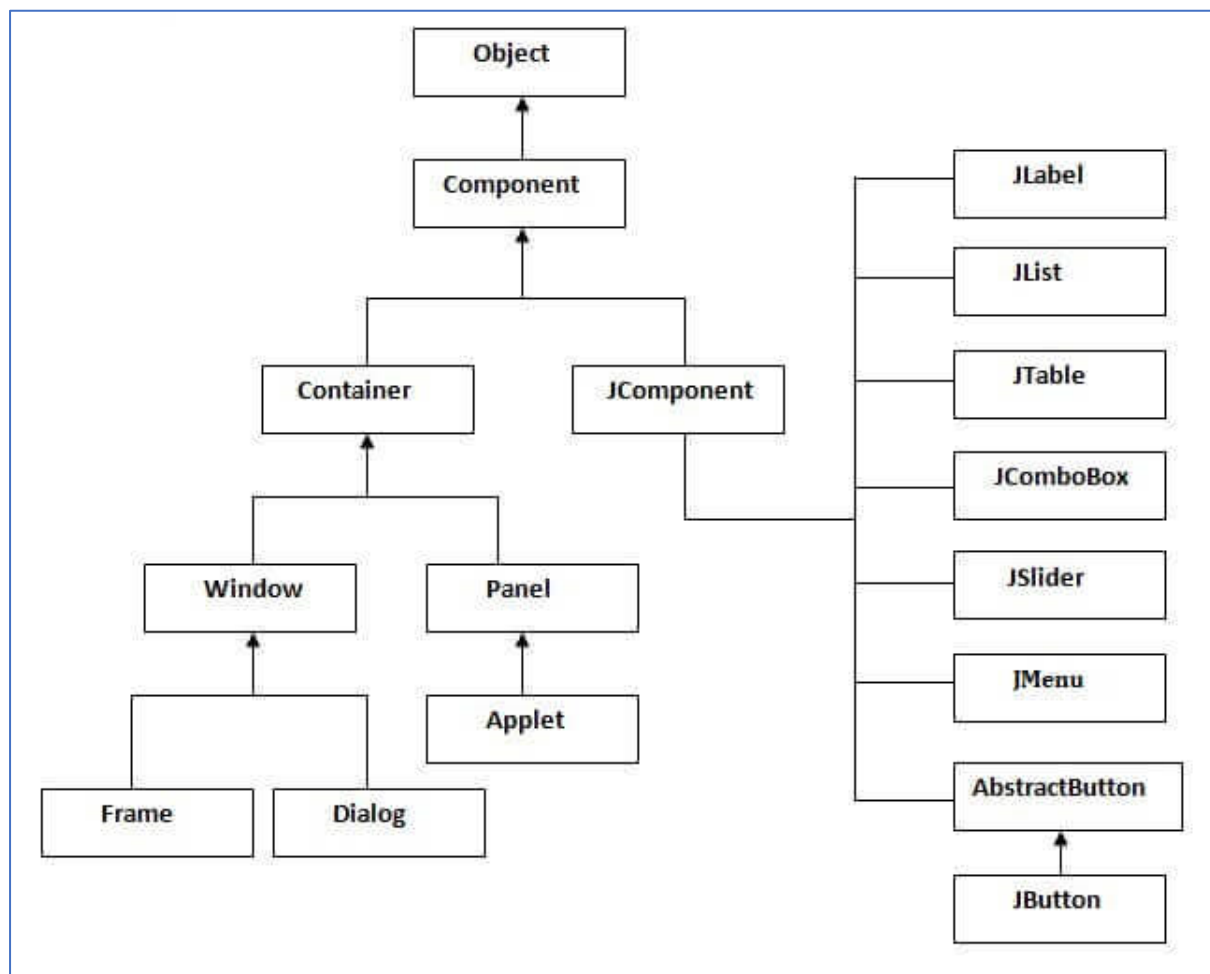 Object
Component
Container
JComponent
Window
Panel
Applet
Frame
Dialog
JLabel
JList
JTable
JComboBox
JSlider
JMenu
AbstractButton
JButton